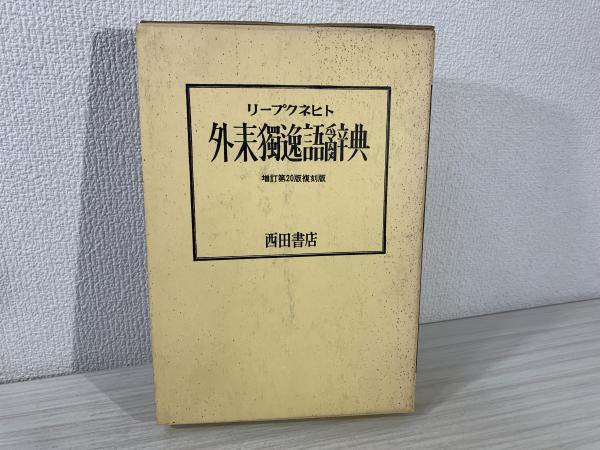 リープクネヒト
外来獨逸語辭典
増訂第20版複刻版
西田書店